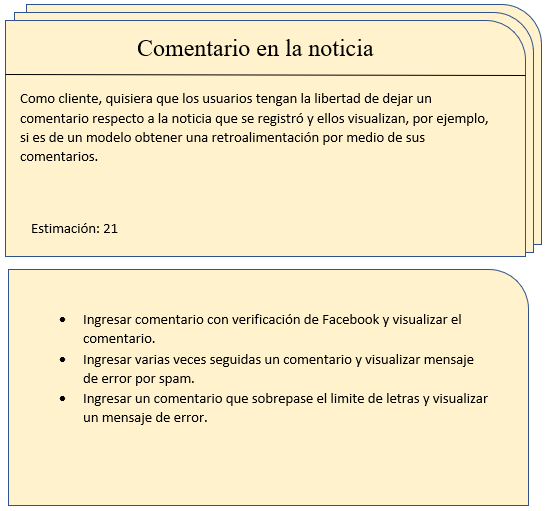 Comentario en la noticia
Como cliente, quisiera que los usuarios tengan la libertad de dejar un
comentario respecto a la noticia que se registró y ellos visualizan, por ejemplo,
si es de un modelo obtener una retroalimentación por medio de sus
comentarios.
Estimación: 21
• Ingresar comentario con verificación de Facebook y visualizar el
comentario.
• Ingresar varias veces seguidas un comentario y visualizar mensaje
de error por spam.
• Ingresar un comentario que sobrepase el limite de letras y visualizar
un mensaje de error.